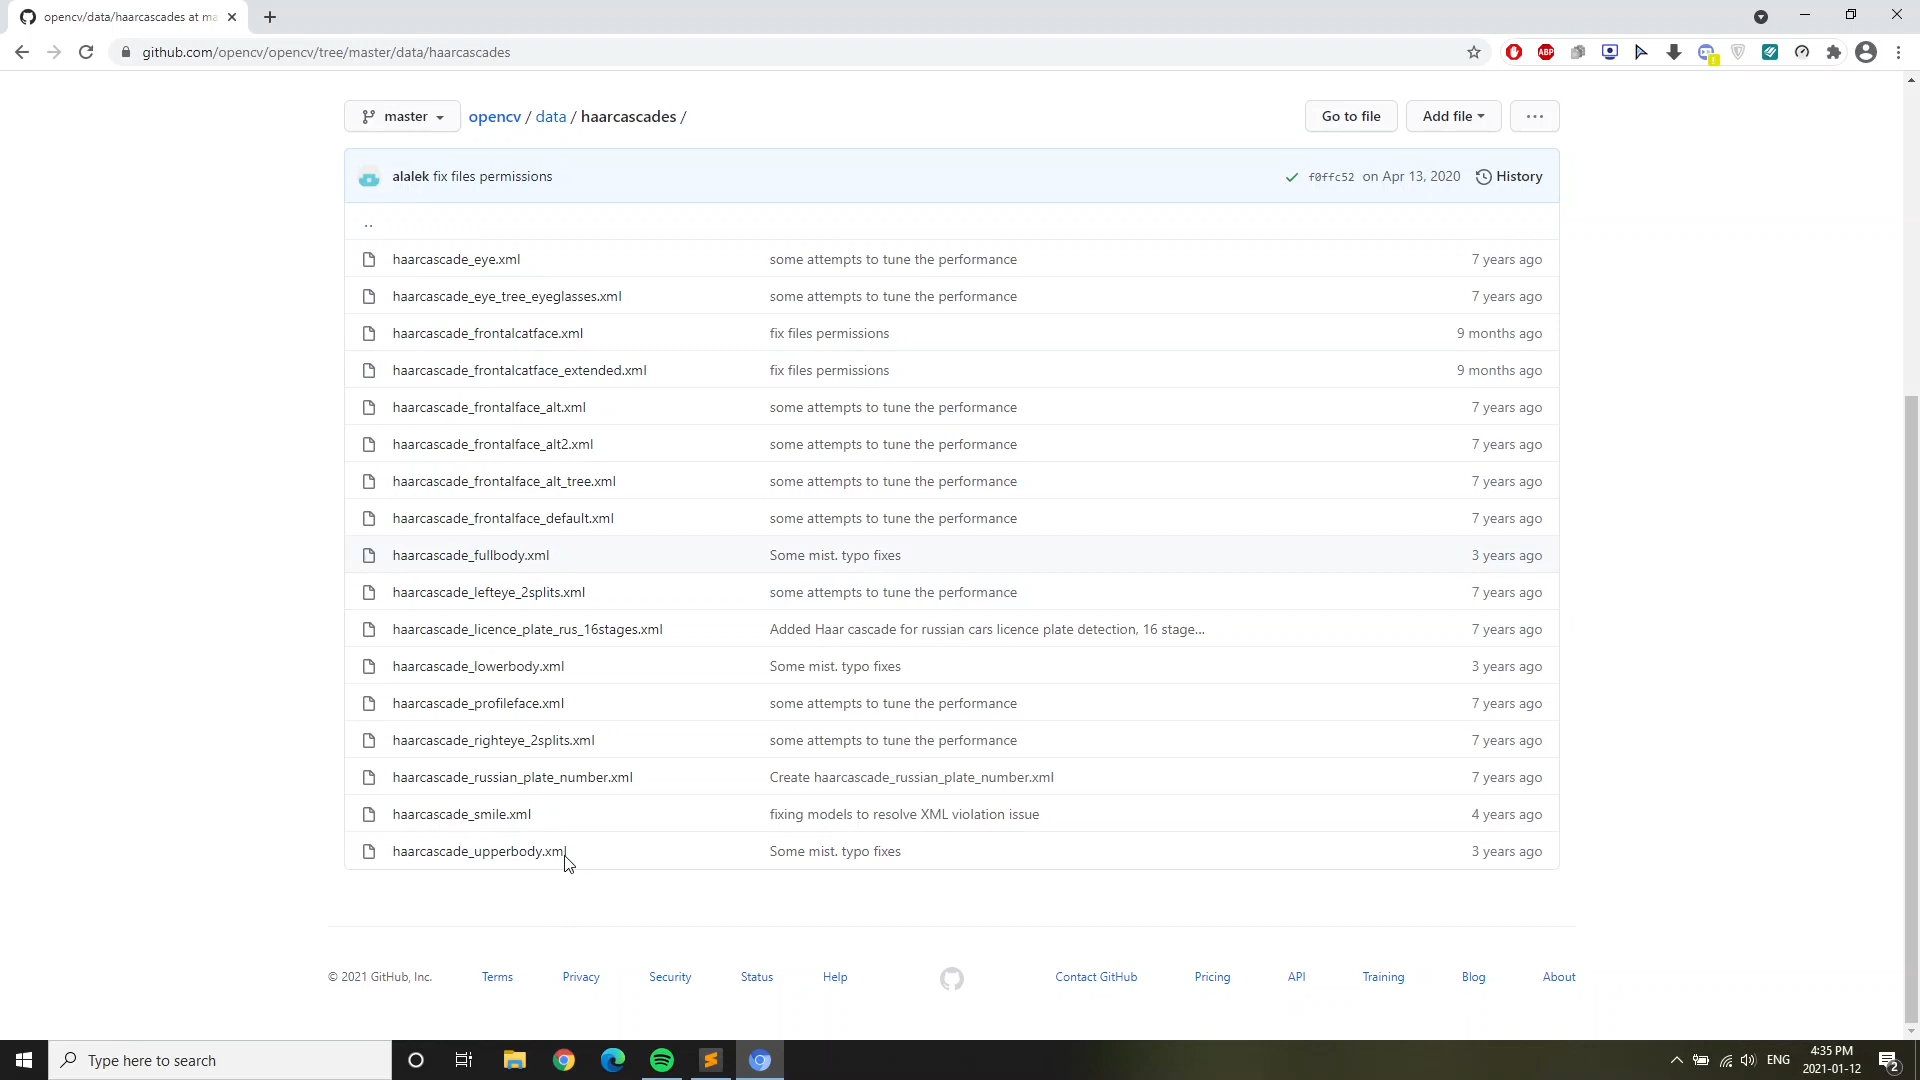 opencv/data/haarcascades at ma
github.com/opencv/opencv/tree/master/data/haarcascades
ABP
master
opencv / data / haarcascades /
Go to file
Add file
alalek fix files permissions
f0ffc52 on Apr 13, 2020
History
..
haarcascade_eye.xml some attempts to tune the performance 7 years ago
haarcascade_eye_tree_eyeglasses.xml some attempts to tune the performance 7 years ago
haarcascade_frontalcatface.xml fix files permissions 9 months ago
haarcascade_frontalcatface_extended.xml fix files permissions 9 months ago
haarcascade_frontalface_alt.xml some attempts to tune the performance 7 years ago
haarcascade_frontalface_alt2.xml some attempts to tune the performance 7 years ago
haarcascade_frontalface_alt_tree.xml some attempts to tune the performance 7 years ago
haarcascade_frontalface_default.xml some attempts to tune the performance 7 years ago
haarcascade_fullbody.xml Some mist. typo fixes 3 years ago
haarcascade_lefteye_2splits.xml some attempts to tune the performance 7 years ago
haarcascade_licence_plate_rus_16stages.xml Added Haar cascade for russian cars licence plate detection, 16 stage... 7 years ago
haarcascade_lowerbody.xml Some mist. typo fixes 3 years ago
haarcascade_profileface.xml some attempts to tune the performance 7 years ago
haarcascade_righteye_2splits.xml some attempts to tune the performance 7 years ago
haarcascade_russian_plate_number.xml Create haarcascade_russian_plate_number.xml 7 years ago
haarcascade_smile.xml fixing models to resolve XML violation issue 4 years ago
haarcascade_upperbody.xml Some mist. typo fixes 3 years ago
© 2021 GitHub, Inc. Terms Privacy Security Status Help Contact GitHub Pricing API Training Blog About
Type here to search
ENG
4:35 PM
2021-01-12
2